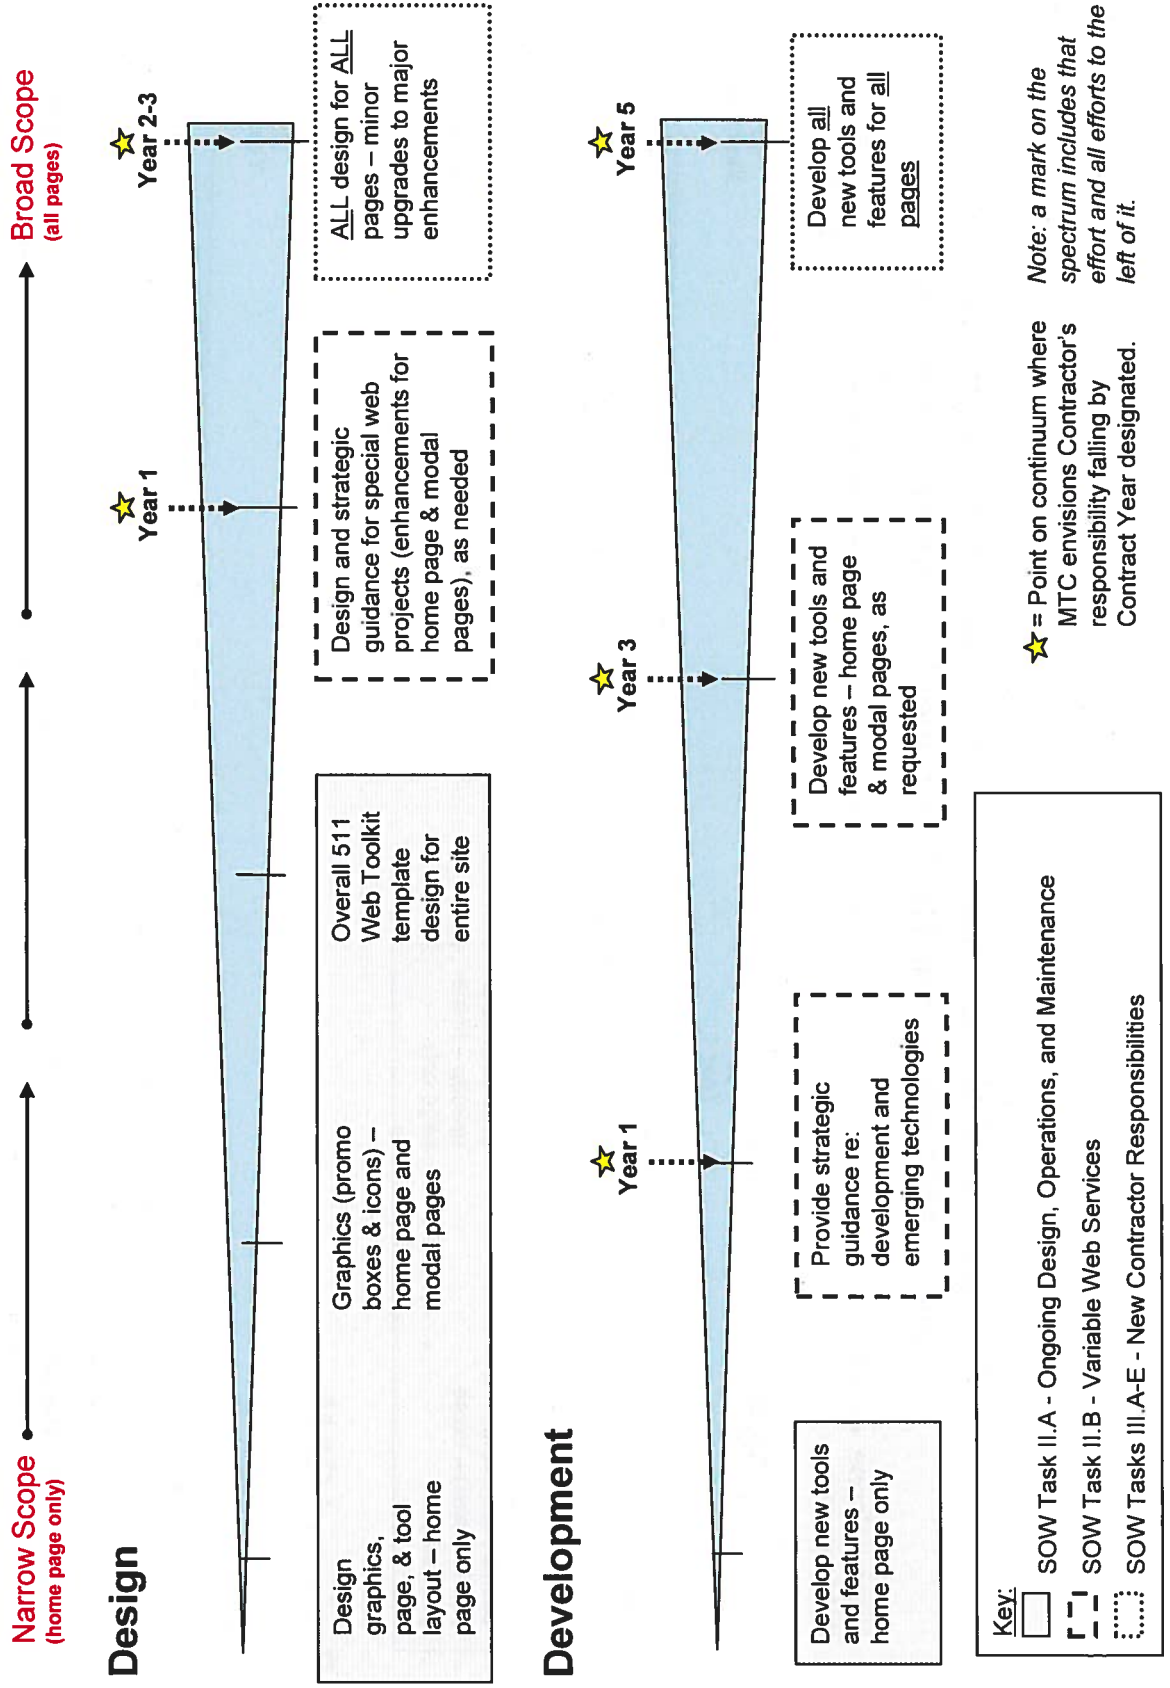 Narrow Scope
(home page only)
Broad Scope
(all pages)
Design
Year 1
Year 2-3
Design
graphics,
page, & tool
layout – home
page only
Graphics (promo
boxes & icons) –
home page and
modal pages
Overall 511
Web Toolkit
template
design for
entire site
Design and strategic
guidance for special web
projects (enhancements for
home page & modal
pages), as needed
ALL design for ALL
pages – minor
upgrades to major
enhancements
Development
Year 1
Year 3
Year 5
Develop new tools
and features –
home page only
Provide strategic
guidance re:
development and
emerging technologies
Develop new tools and
features – home page
& modal pages, as
requested
Develop all
new tools and
features for all
pages
Key:
SOW Task II.A - Ongoing Design, Operations, and Maintenance
SOW Task II.B - Variable Web Services
SOW Tasks III.A-E - New Contractor Responsibilities
= Point on continuum where
MTC envisions Contractor's
responsibility falling by
Contract Year designated.
Note: a mark on the
spectrum includes that
effort and all efforts to the
left of it.